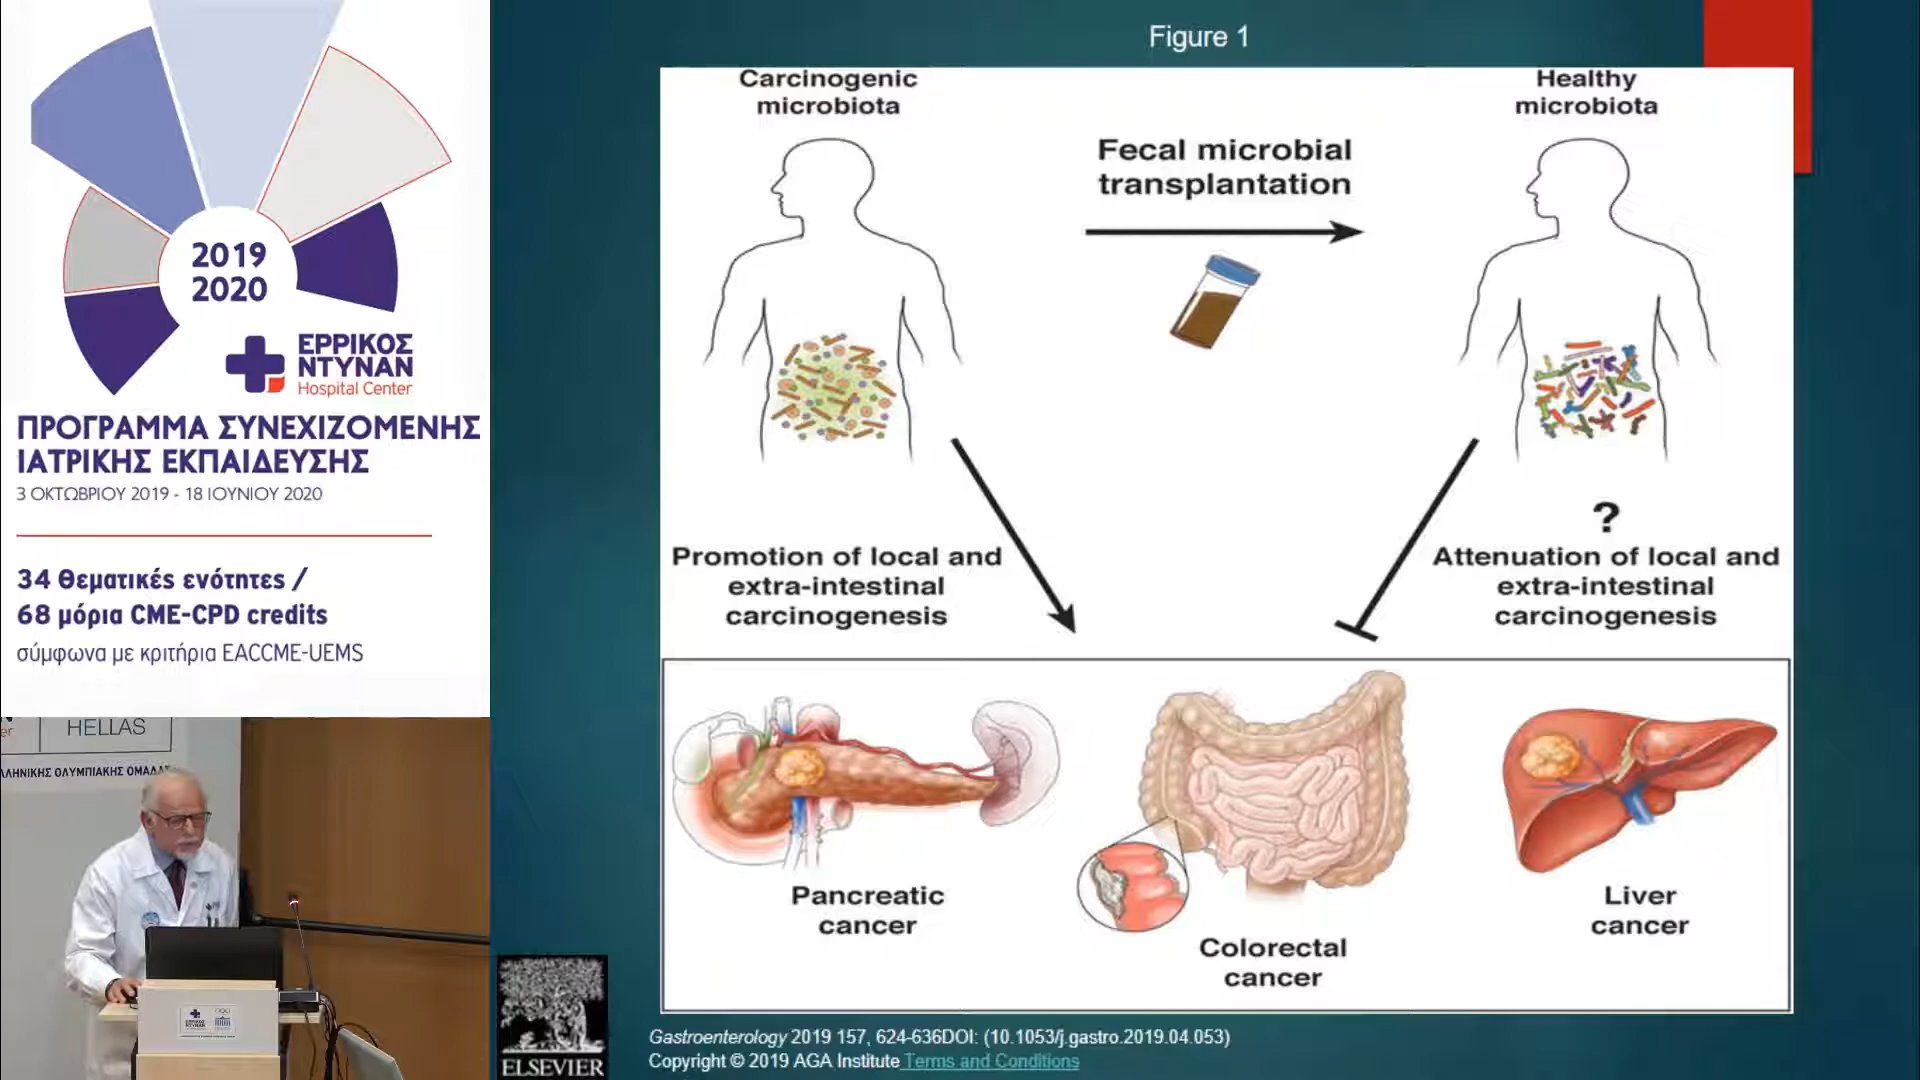 2019
2020
ΕΡΡΙΚΟΣ
ΝΤΥΝΑΝ
Hospital Center
ΠΡΟΓΡΑΜΜΑ ΣΥΝΕΧΙΖΟΜΕΝΗΣ
ΙΑΤΡΙΚΗΣ ΕΚΠΑΙΔΕΥΣΗΣ
3 ΟΚΤΩΒΡΙΟΥ 2019 - 18 ΙΟΥΝΙΟΥ 2020
34 θεματικές ενότητες /
68 μόρια CME-CPD credits
σύμφωνα με κριτήρια EACCME-UEMS
er
HELLAS
ΛΛΗΝΙΚΗΣ ΟΛΥΜΠΙΑΚΗΣ ΟΜΑΔΑΣ
ΕΡΡΙΚΟΣ
ΝΤΥΝΑΝ
Figure 1
Carcinogenic
microbiota
Healthy
microbiota
Fecal microbial
transplantation
Promotion of local and
extra-intestinal
carcinogenesis
?
Attenuation of local and
extra-intestinal
carcinogenesis
Pancreatic
cancer
Colorectal
cancer
Liver
cancer
ELSEVIER
Gastroenterology 2019 157, 624-636DOI: (10.1053/j.gastro.2019.04.053)
Copyright © 2019 AGA Institute Terms and Conditions